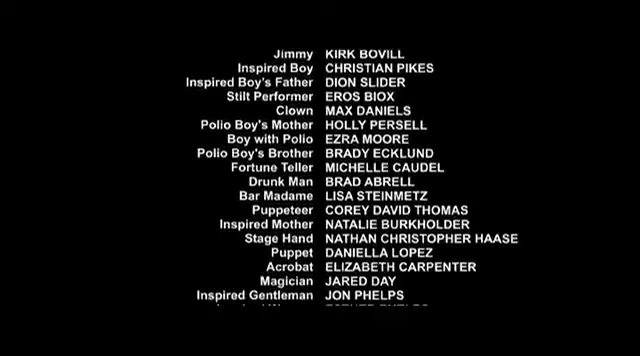 Jimmy KIRK BOVILL
Inspired Boy CHRISTIAN PIKES
Inspired Boy's Father DION SLIDER
Stilt Performer EROS BIOX
Clown MAX DANIELS
Polio Boy's Mother HOLLY PERSELL
Boy with Polio EZRA MOORE
Polio Boy's Brother BRADY ECKLUND
Fortune Teller MICHELLE CAUDEL
Drunk Man BRAD ABRELL
Bar Madame LISA STEINMETZ
Puppeteer COREY DAVID THOMAS
Inspired Mother NATALIE BURKHOLDER
Stage Hand NATHAN CHRISTOPHER HAASE
Puppet DANIELLA LOPEZ
Acrobat ELIZABETH CARPENTER
Magician JARED DAY
Inspired Gentleman JON PHELPS